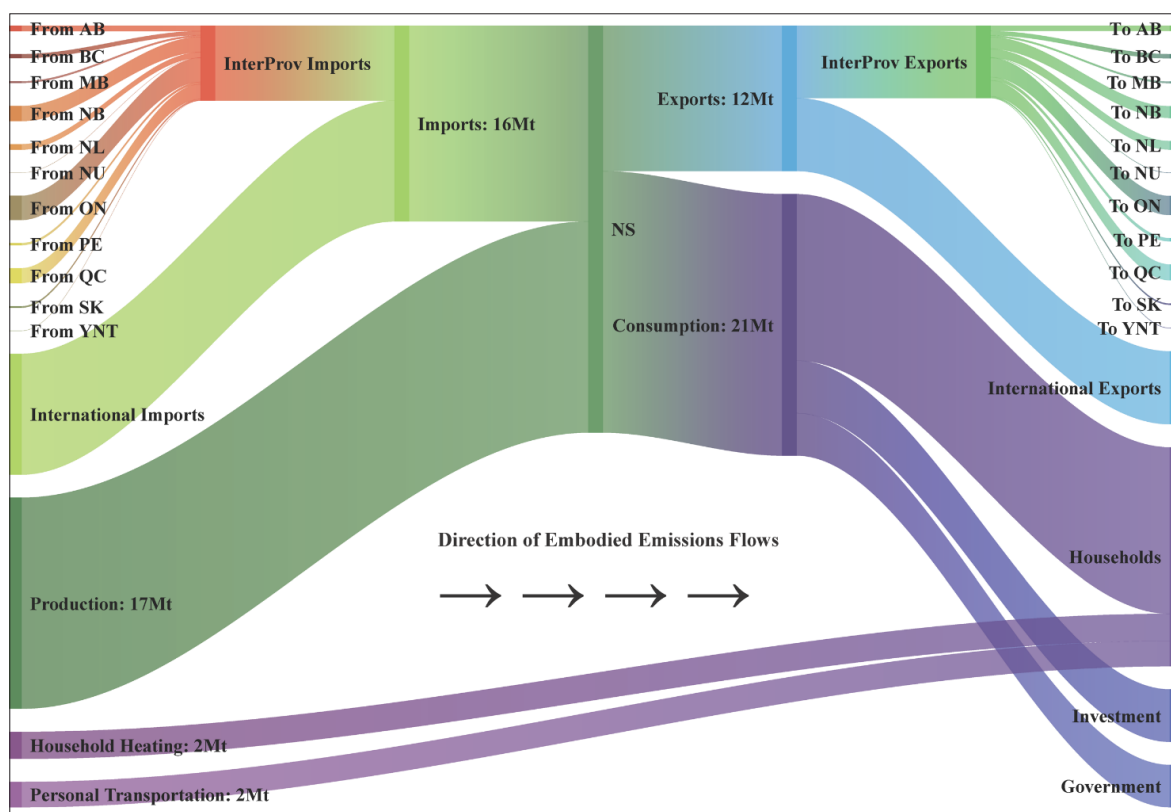 From AB
From BC
From MB
From NB
From NL
From NU
From ON
From PE
From QC
From SK
From YNT
International Imports
Production: 17Mt
Household Heating: 2Mt
Personal Transportation: 2Mt
InterProv Imports
Imports: 16Mt
NS
Exports: 12Mt
Consumption: 21Mt
Direction of Embodied Emissions Flows
InterProv Exports
To AB
To BC
To MB
To NB
To NL
To NU
To ON
To PE
To QC
To SK
To YNT
International Exports
Households
Investment
Government